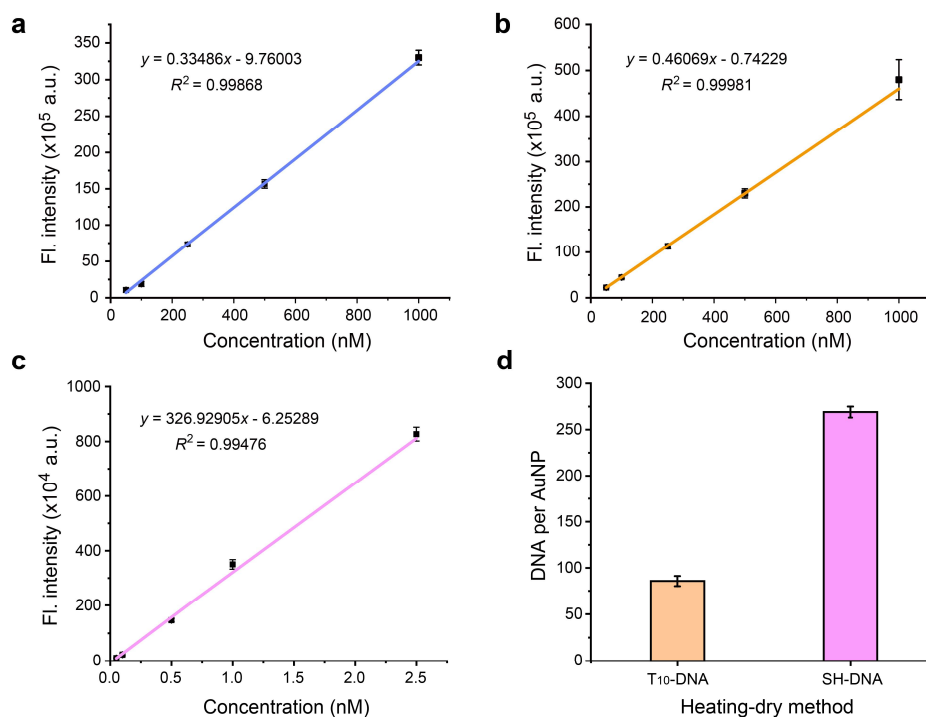 a
y = 0.33486x - 9.76003
R² = 0.99868
Fl. intensity (x10⁵ a.u.)
350
300
250
200
150
100
50
0
0 200 400 600 800 1000
Concentration (nM)
b
y = 0.46069x - 0.74229
R² = 0.99981
Fl. intensity (x10⁵ a.u.)
600
500
400
300
200
100
0
0 200 400 600 800 1000
Concentration (nM)
c
y = 326.92905x - 6.25289
R² = 0.99476
Fl. intensity (x10⁴ a.u.)
1000
800
600
400
200
0
0.0 0.5 1.0 1.5 2.0 2.5
Concentration (nM)
d
DNA per AuNP
300
250
200
150
100
50
0
T₁₀-DNA SH-DNA
Heating-dry method